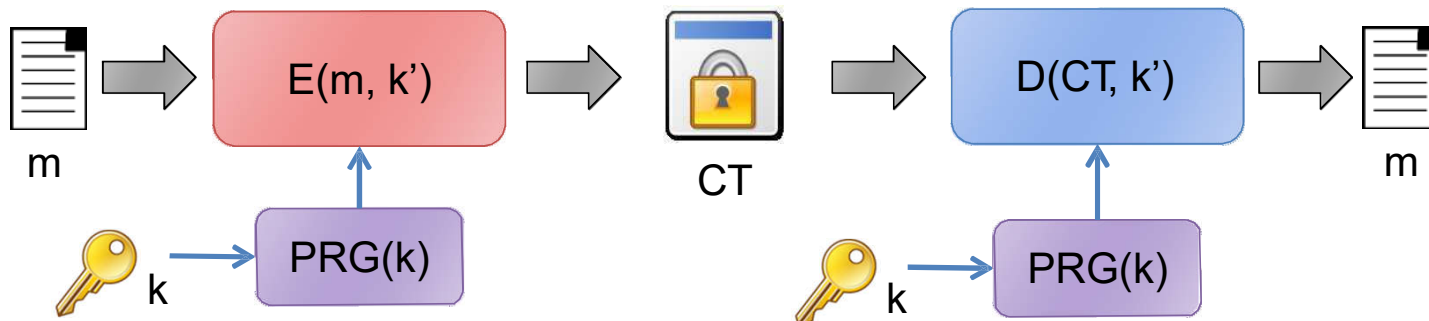 E(m, k’)
D(CT, k’)
m
CT
m
PRG(k)
k
PRG(k)
k